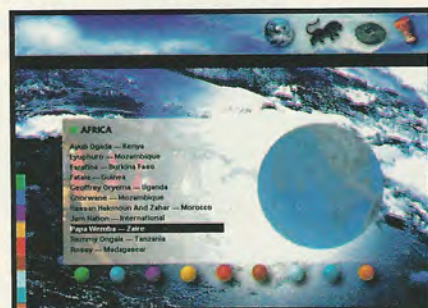 AFRICA
Ayub Ogada — Kenya
Eyuphuro — Mozambique
Farafina — Burkina Faso
Fatala — Guinea
Geoffrey Oryema — Uganda
Ghorwane — Mozambique
Hassan Hakmoun And Zahar — Morocco
Jam Nation — International
Papa Wemba — Zaire
Remmy Ongala — Tanzania
Rossy — Madagascar